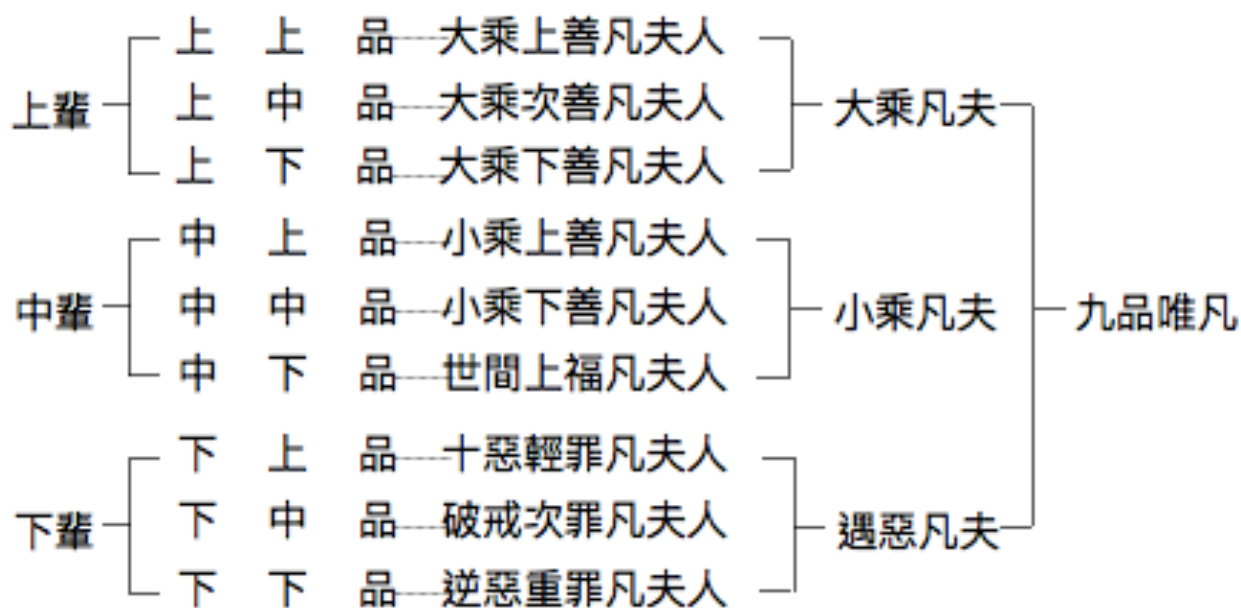 上上品 大乘上善凡夫人
上輩 上中品 大乘次善凡夫人 大乘凡夫
上下品 大乘下善凡夫人
中上品 小乘上善凡夫人
中輩 中中品 小乘下善凡夫人 小乘凡夫 九品唯凡
中下品 世間上福凡夫人
下上品 十惡輕罪凡夫人
下輩 下中品 破戒次罪凡夫人 遇惡凡夫
下下品 逆惡重罪凡夫人